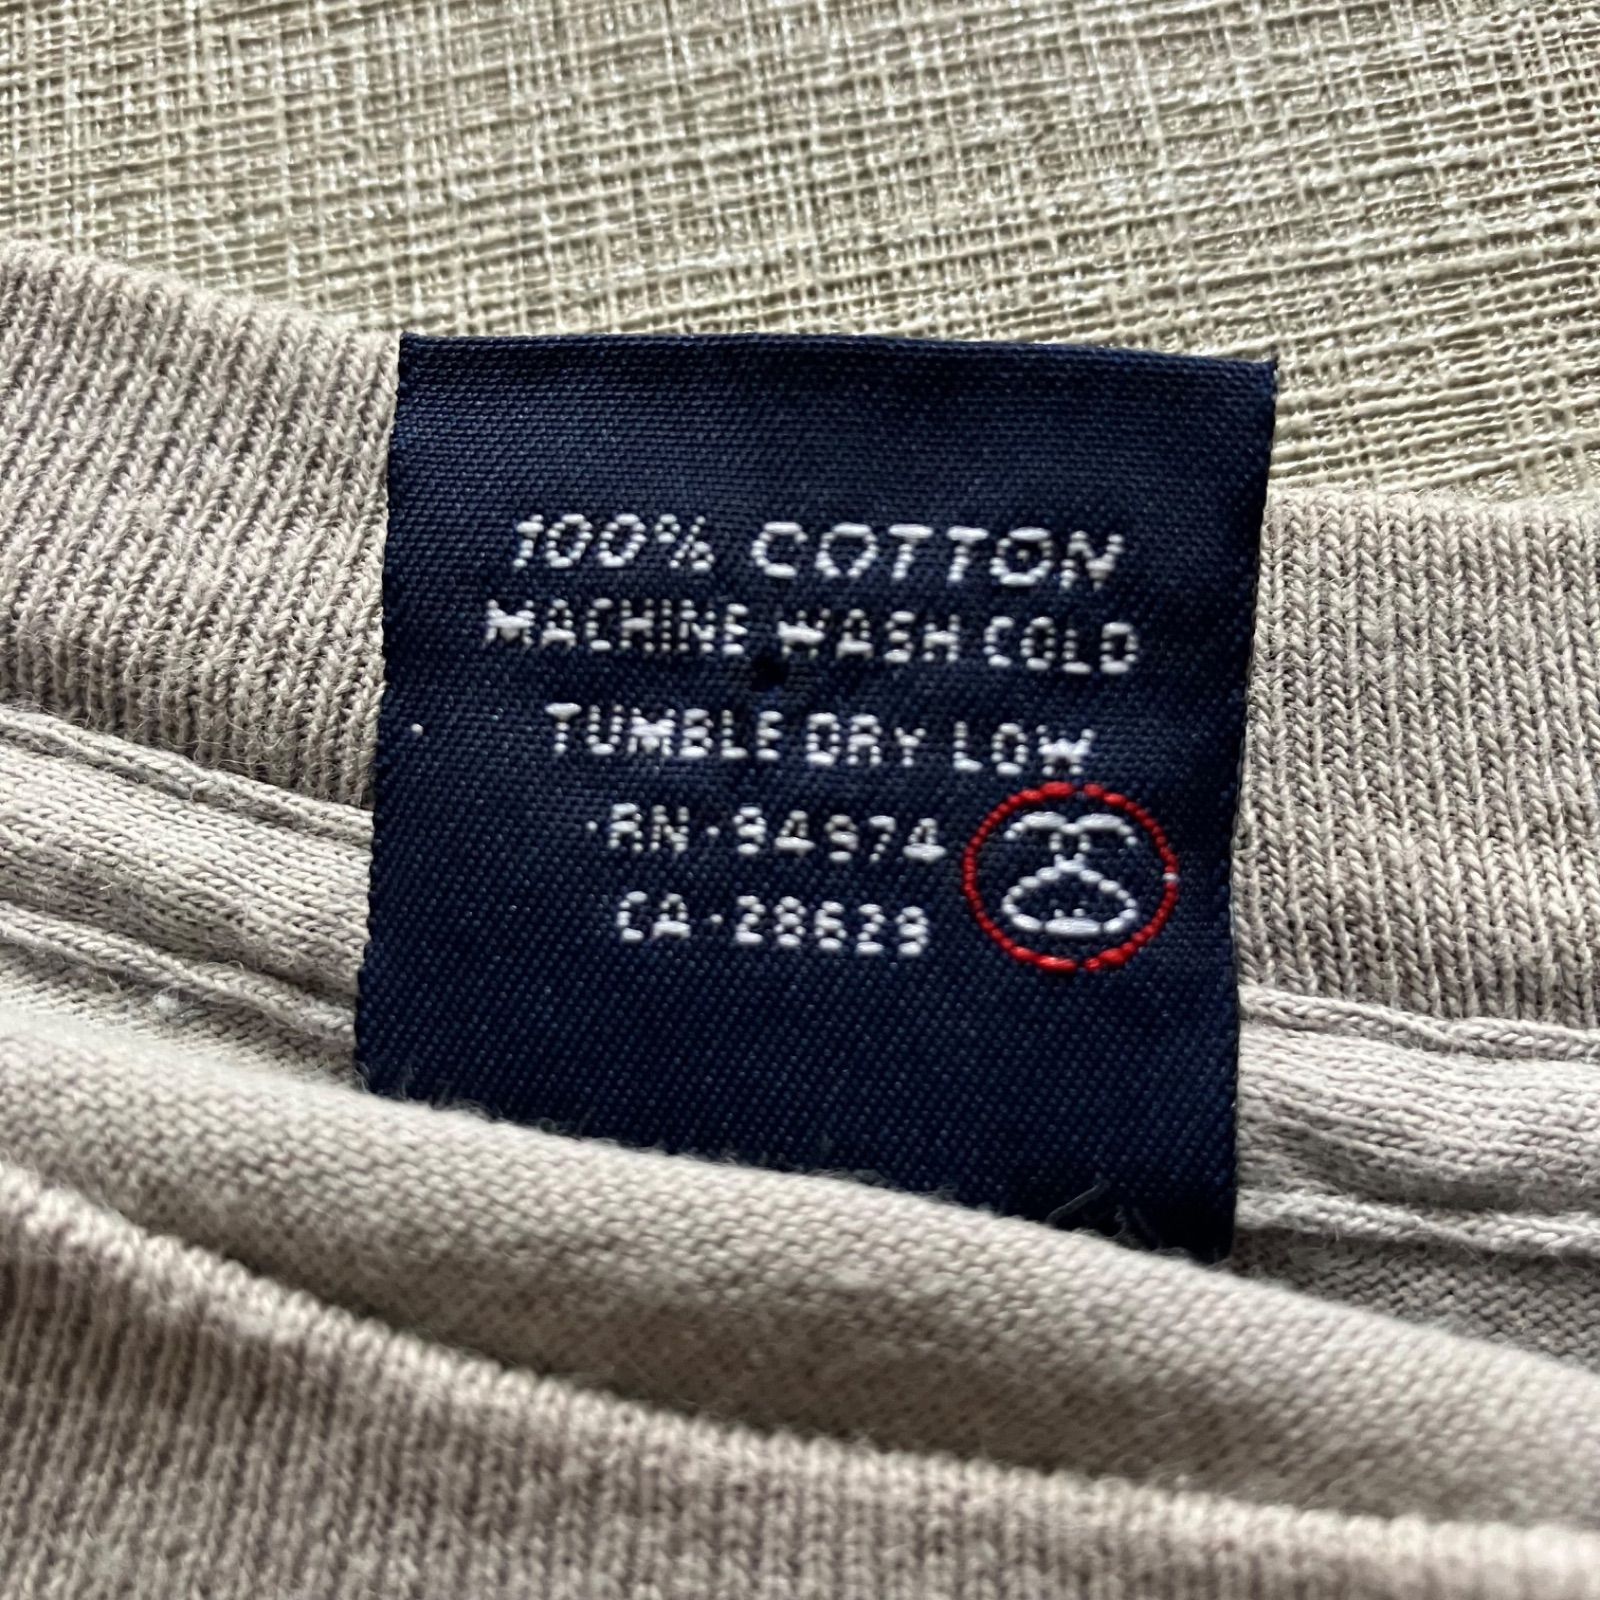 100% COTTON
MACHINE WASH COLD
TUMBLE DRY LOW
RN-94974
CA-28629